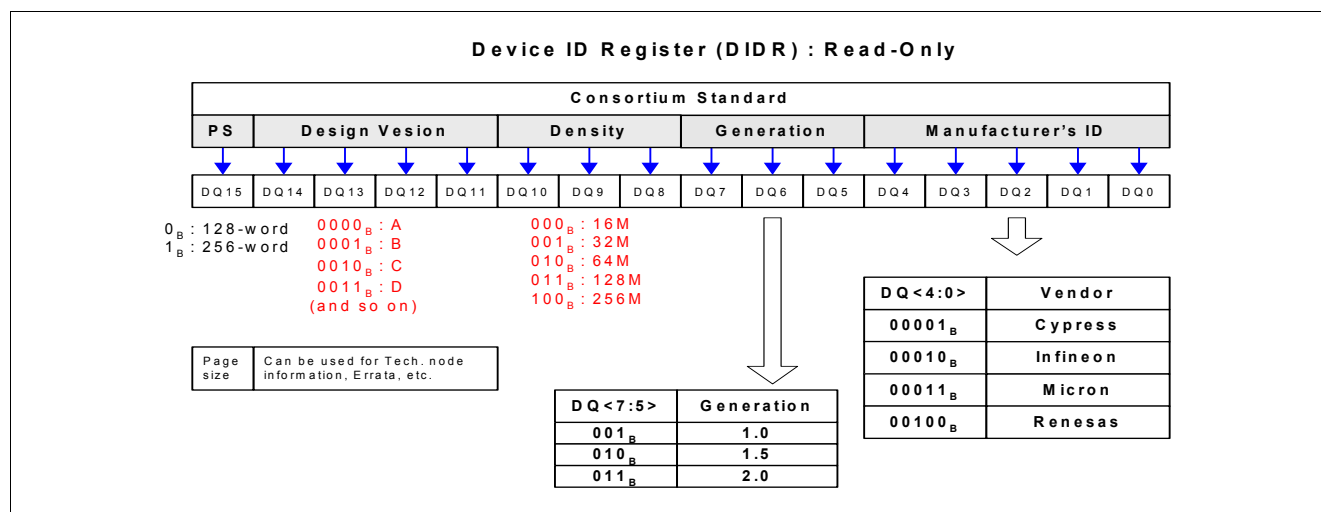 Device ID Register (DIDR) : Read-Only
Consortium Standard
PS Design Vesion Density Generation Manufacturer's ID
DQ15 DQ14 DQ13 DQ12 DQ11 DQ10 DQ9 DQ8 DQ7 DQ6 DQ5 DQ4 DQ3 DQ2 DQ1 DQ0
0B : 128-word
1B : 256-word
0000B : A
0001B : B
0010B : C
0011B : D
(and so on)
000B : 16M
001B : 32M
010B : 64M
011B : 128M
100B : 256M
Page size
Can be used for Tech. node
information, Errata, etc.
DQ<7:5> Generation
001B 1.0
010B 1.5
011B 2.0
DQ<4:0> Vendor
00001B Cypress
00010B Infineon
00011B Micron
00100B Renesas